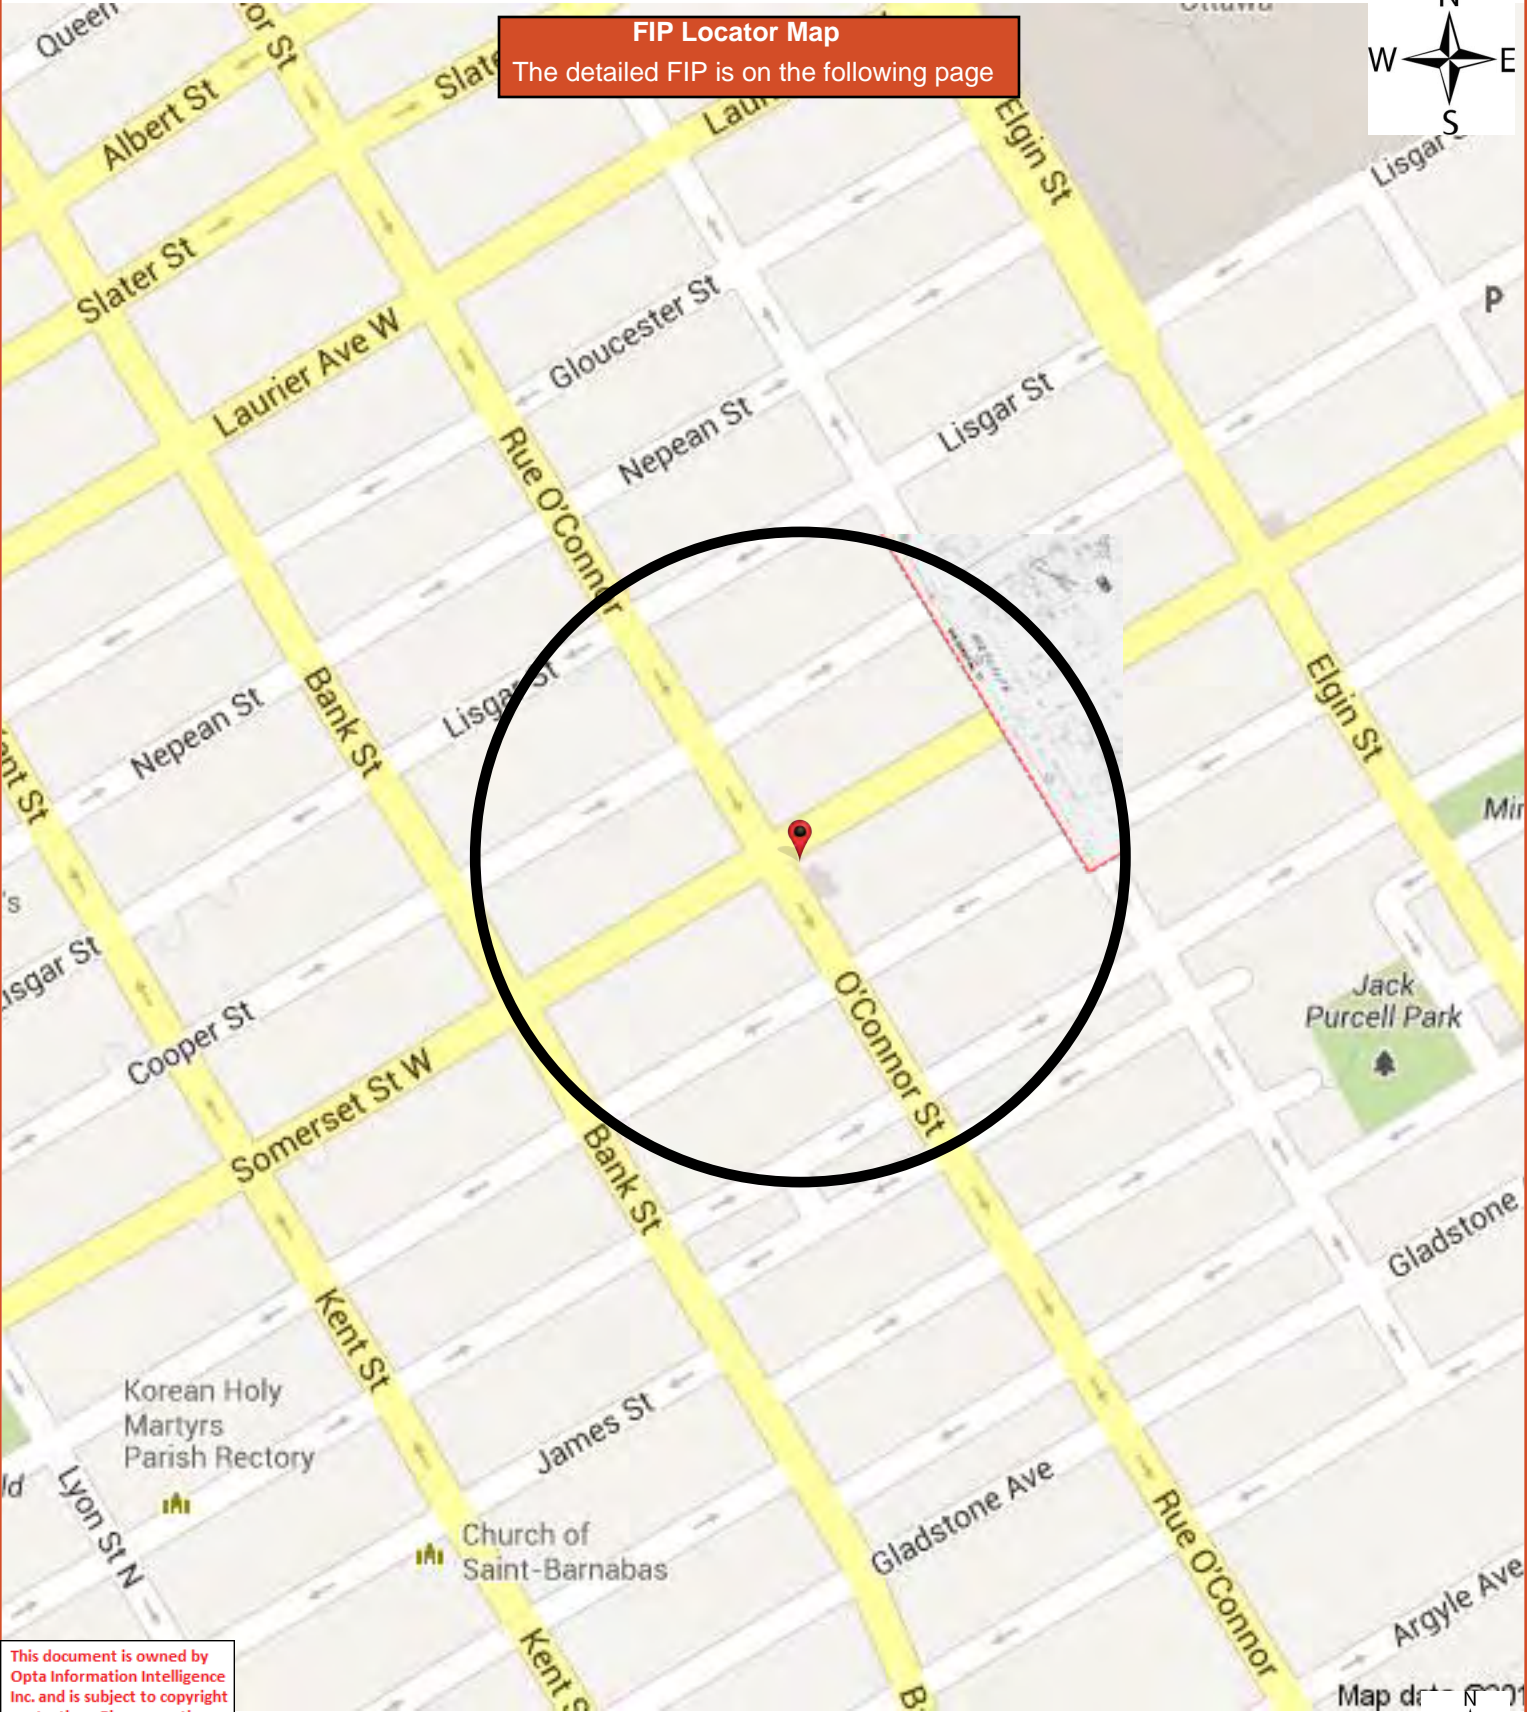 FIP Locator Map
The detailed FIP is on the following page
N
W E
S
Queen
Albert St
Slater St
Laurier Ave W
Elgin St
Lisgar
P
Gloucester St
Nepean St
Lisgar St
Rue O'Connor
Bank St
Lisgar St
Nepean St
Elgin St
Cooper St
Somerset St W
O'Connor St
Jack
Purcell Park
Bank St
Gladstone
Kent St
Korean Holy
Martyrs
Parish Rectory
James St
Lyon St N
Church of
Saint-Barnabas
Gladstone Ave
Rue O'Connor
Argyle Ave
Kent S
This document is owned by
Opta Information Intelligence
Inc. and is subject to copyright
Map da
N